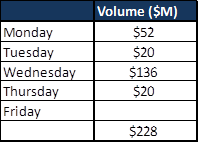 Volume ($M)
Monday $52
Tuesday $20
Wednesday $136
Thursday $20
Friday
$228